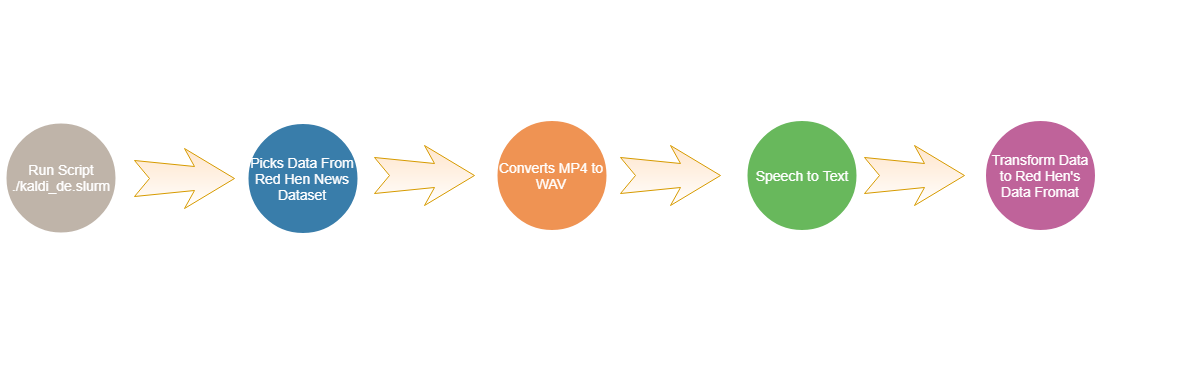 Run Script
./kaldi_de.slurm
Picks Data From
Red Hen News
Dataset
Converts MP4 to
WAV
Speech to Text
Transform Data
to Red Hen's
Data Fromat